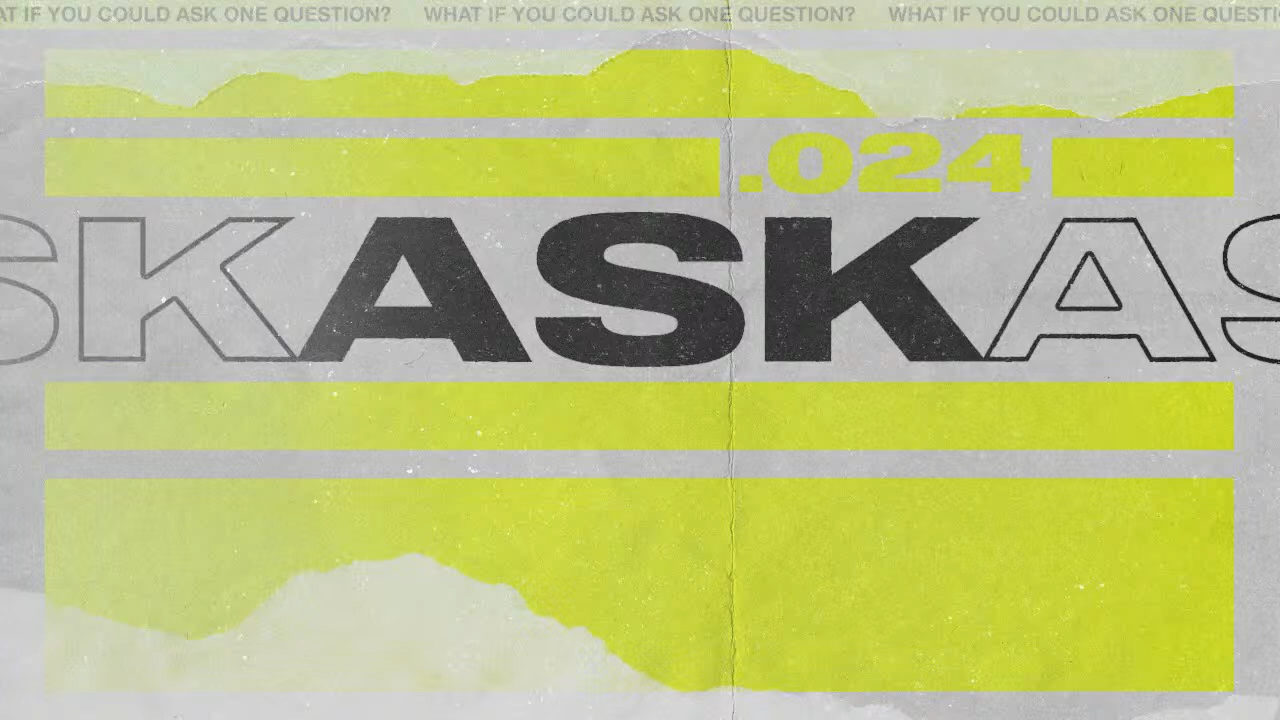 AT IF YOU COULD ASK ONE QUESTION? WHAT IF YOU COULD ASK ONE QUESTION? WHAT IF YOU COULD ASK ONE QUESTI
.024
SKASKAS